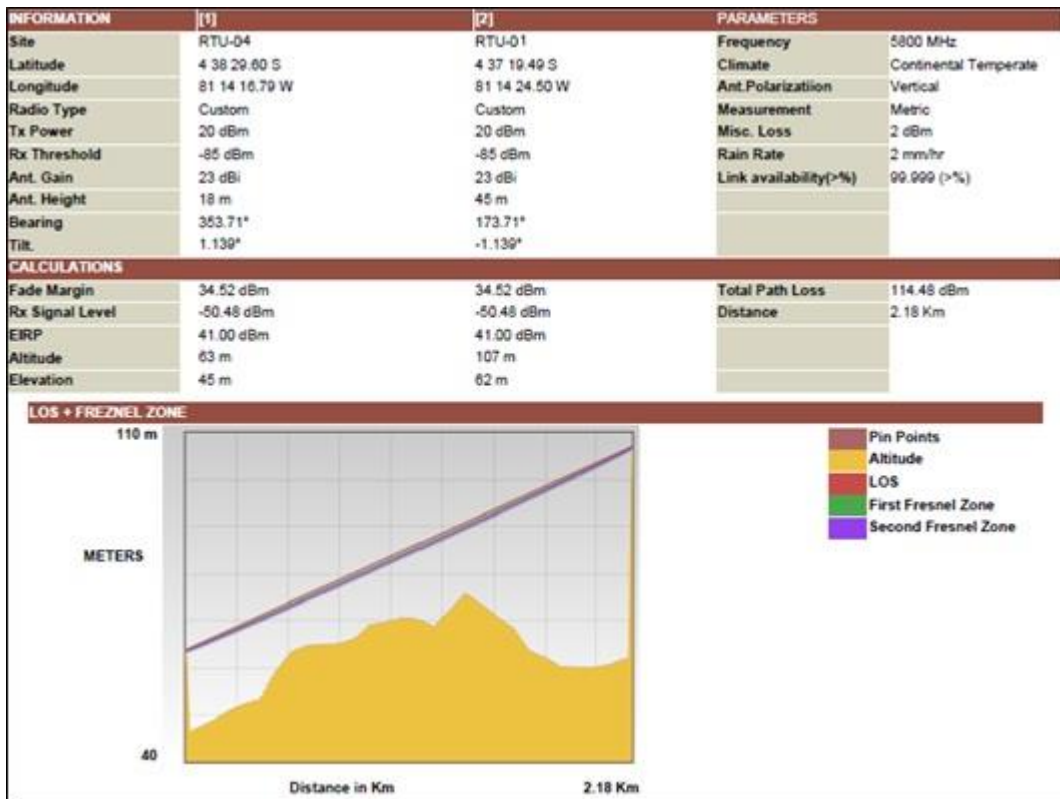 INFORMATION [1] [2] PARAMETERS
Site RTU-04 RTU-01 Frequency 5800 MHz
Latitude 4 38 29.60 S 4 37 19.49 S Climate Continental Temperate
Longitude 81 14 16.79 W 81 14 24.50 W Ant.Polarizatiion Vertical
Radio Type Custom Custom Measurement Metric
Tx Power 20 dBm 20 dBm Misc. Loss 2 dBm
Rx Threshold -85 dBm -85 dBm Rain Rate 2 mm/hr
Ant. Gain 23 dBi 23 dBi Link availability(>%) 99.999 (>%)
Ant. Height 18 m 45 m
Bearing 353.71° 173.71°
Tilt. 1.139° -1.139°
CALCULATIONS
Fade Margin 34.52 dBm 34.52 dBm Total Path Loss 114.48 dBm
Rx Signal Level -50.48 dBm -50.48 dBm Distance 2.18 Km
EIRP 41.00 dBm 41.00 dBm
Altitude 63 m 107 m
Elevation 45 m 62 m
LOS + FREZNEL ZONE
110 m
Pin Points
Altitude
LOS
First Fresnel Zone
Second Fresnel Zone
METERS
40
Distance in Km 2.18 Km